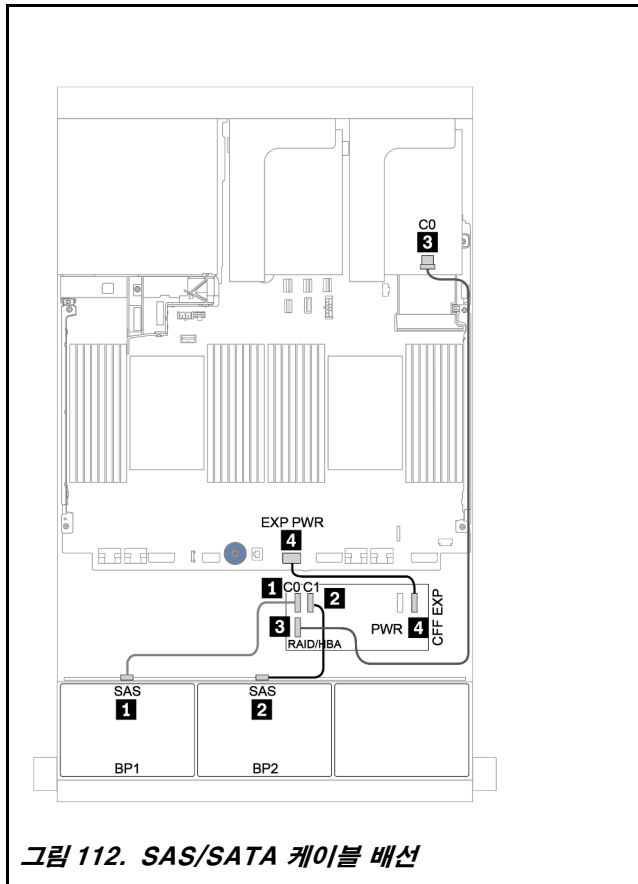 C0
3
EXP PWR
4
1 C0 C1 2
3 PWR 4
RAID/HBA
CFF EXP
SAS SAS
1 2
BP1 BP2
그림 112. SAS/SATA 케이블 배선